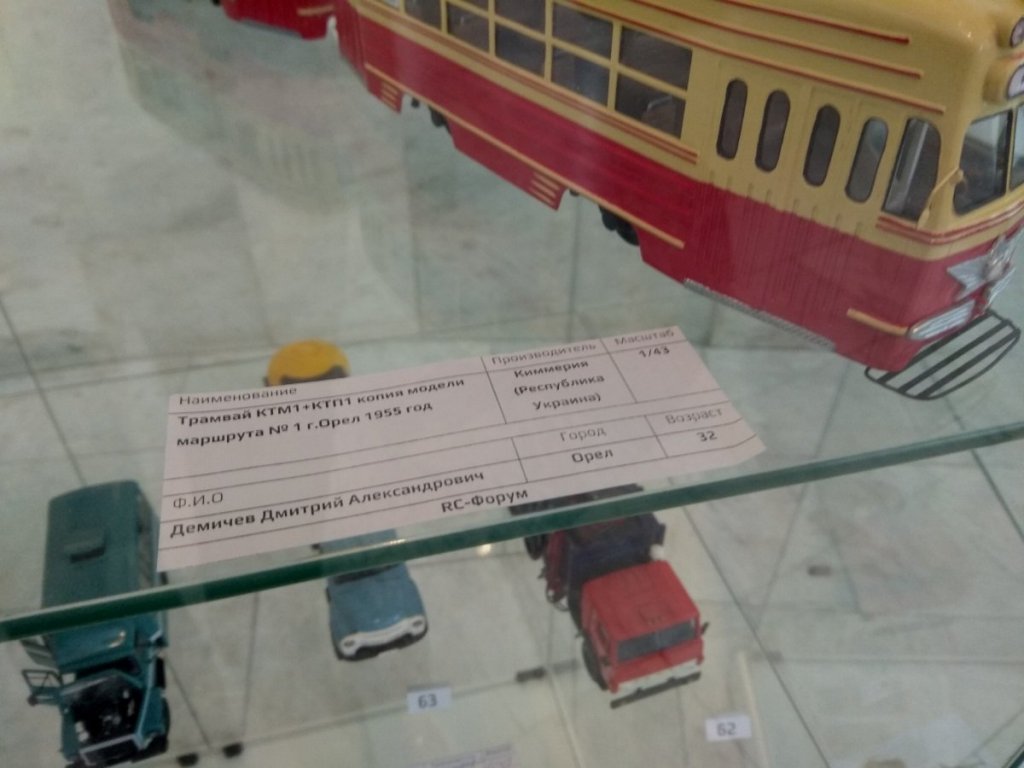 Наименование
Производитель
Масштаб
Трамвай КТМ1+КТП1 копия модели
маршрута № 1 г.Орел 1955 год
Киммерия
(Республика
Украина)
1/43
Ф.И.О
Город
Возраст
Демичев Дмитрий Александрович
Орел
32
RC-Форум
63
62